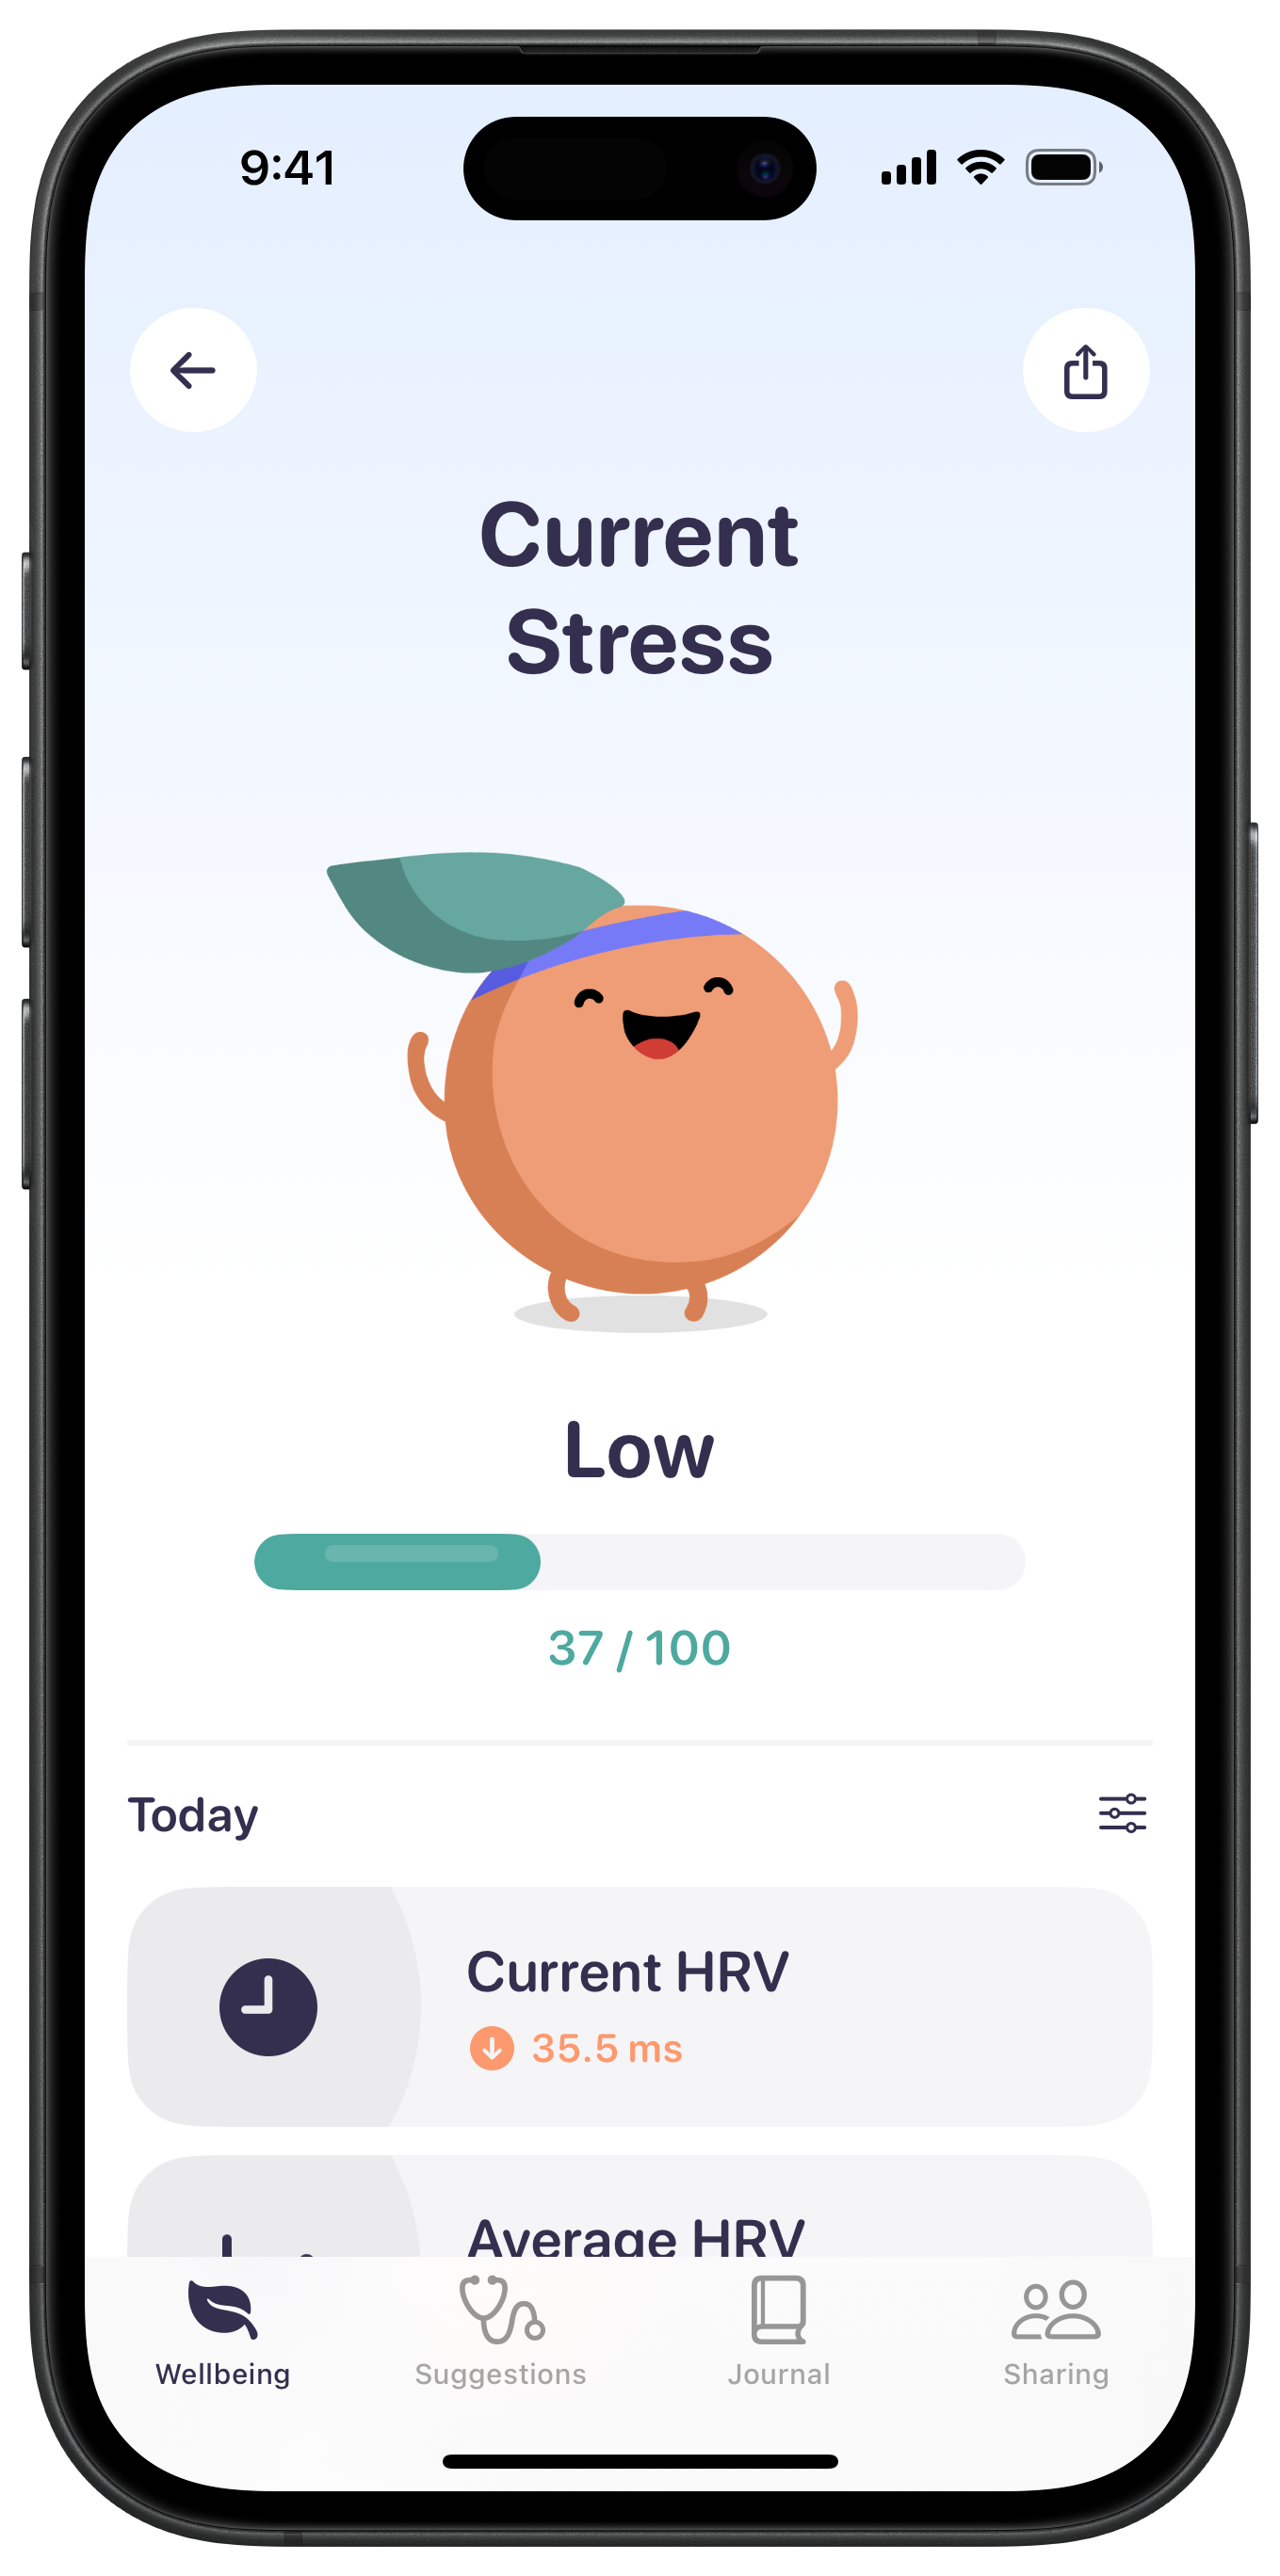 9:41
Current
Stress
Low
37 / 100
Today
Current HRV
35.5 ms
Average HRV
Wellbeing
Suggestions
Journal
Sharing